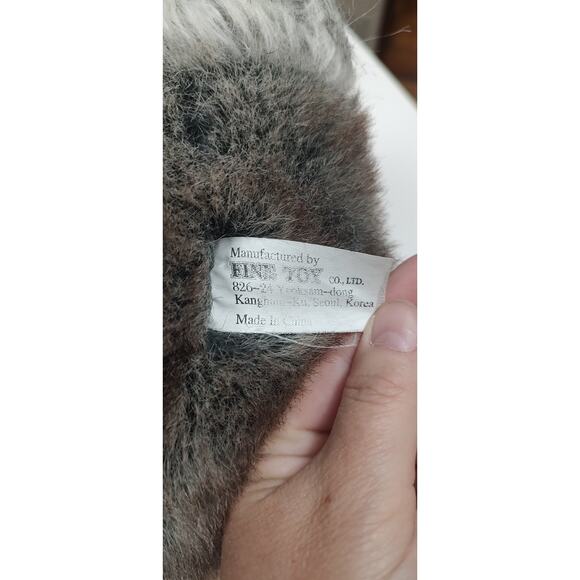 Manufactured by
FINE TOY CO., LTD.
826-24 Yeoksam-dong,
Kangnam-Ku, Seoul, Korea
Made In China